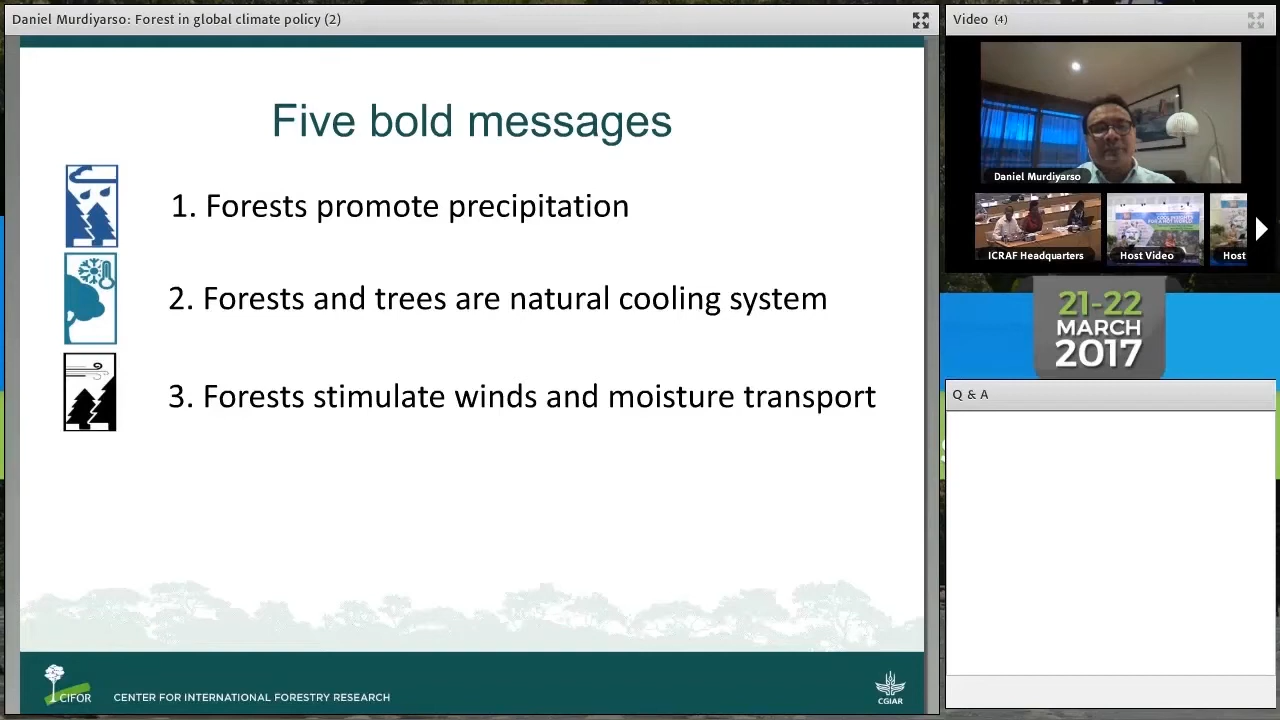 Daniel Murdiyarso: Forest in global climate policy (2)
Five bold messages
1. Forests promote precipitation
2. Forests and trees are natural cooling system
3. Forests stimulate winds and moisture transport
CIFOR
CENTER FOR INTERNATIONAL FORESTRY RESEARCH
CGIAR
Video (4)
Daniel Murdiyarso
ICRAF Headquarters
Host Video
Host
21-22
MARCH
2017
Q & A